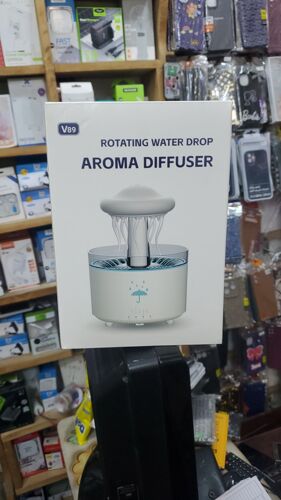 V89
ROTATING WATER DROP
AROMA DIFFUSER